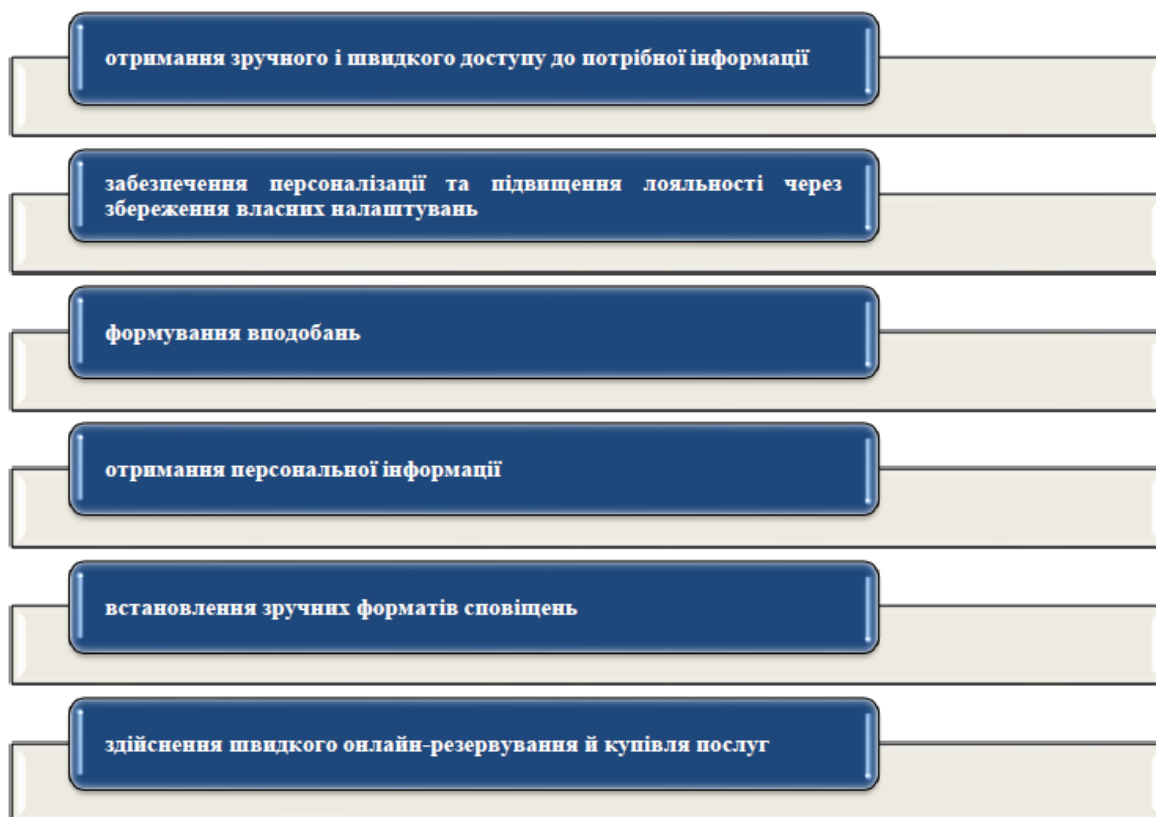 отримання зручного і швидкого доступу до потрібної інформації
забезпечення персоналізації та підвищення лояльності через
збереження власних налаштувань
формування вподобань
отримання персональної інформації
встановлення зручних форматів сповіщень
здійснення швидкого онлайн-резервування й купівля послуг